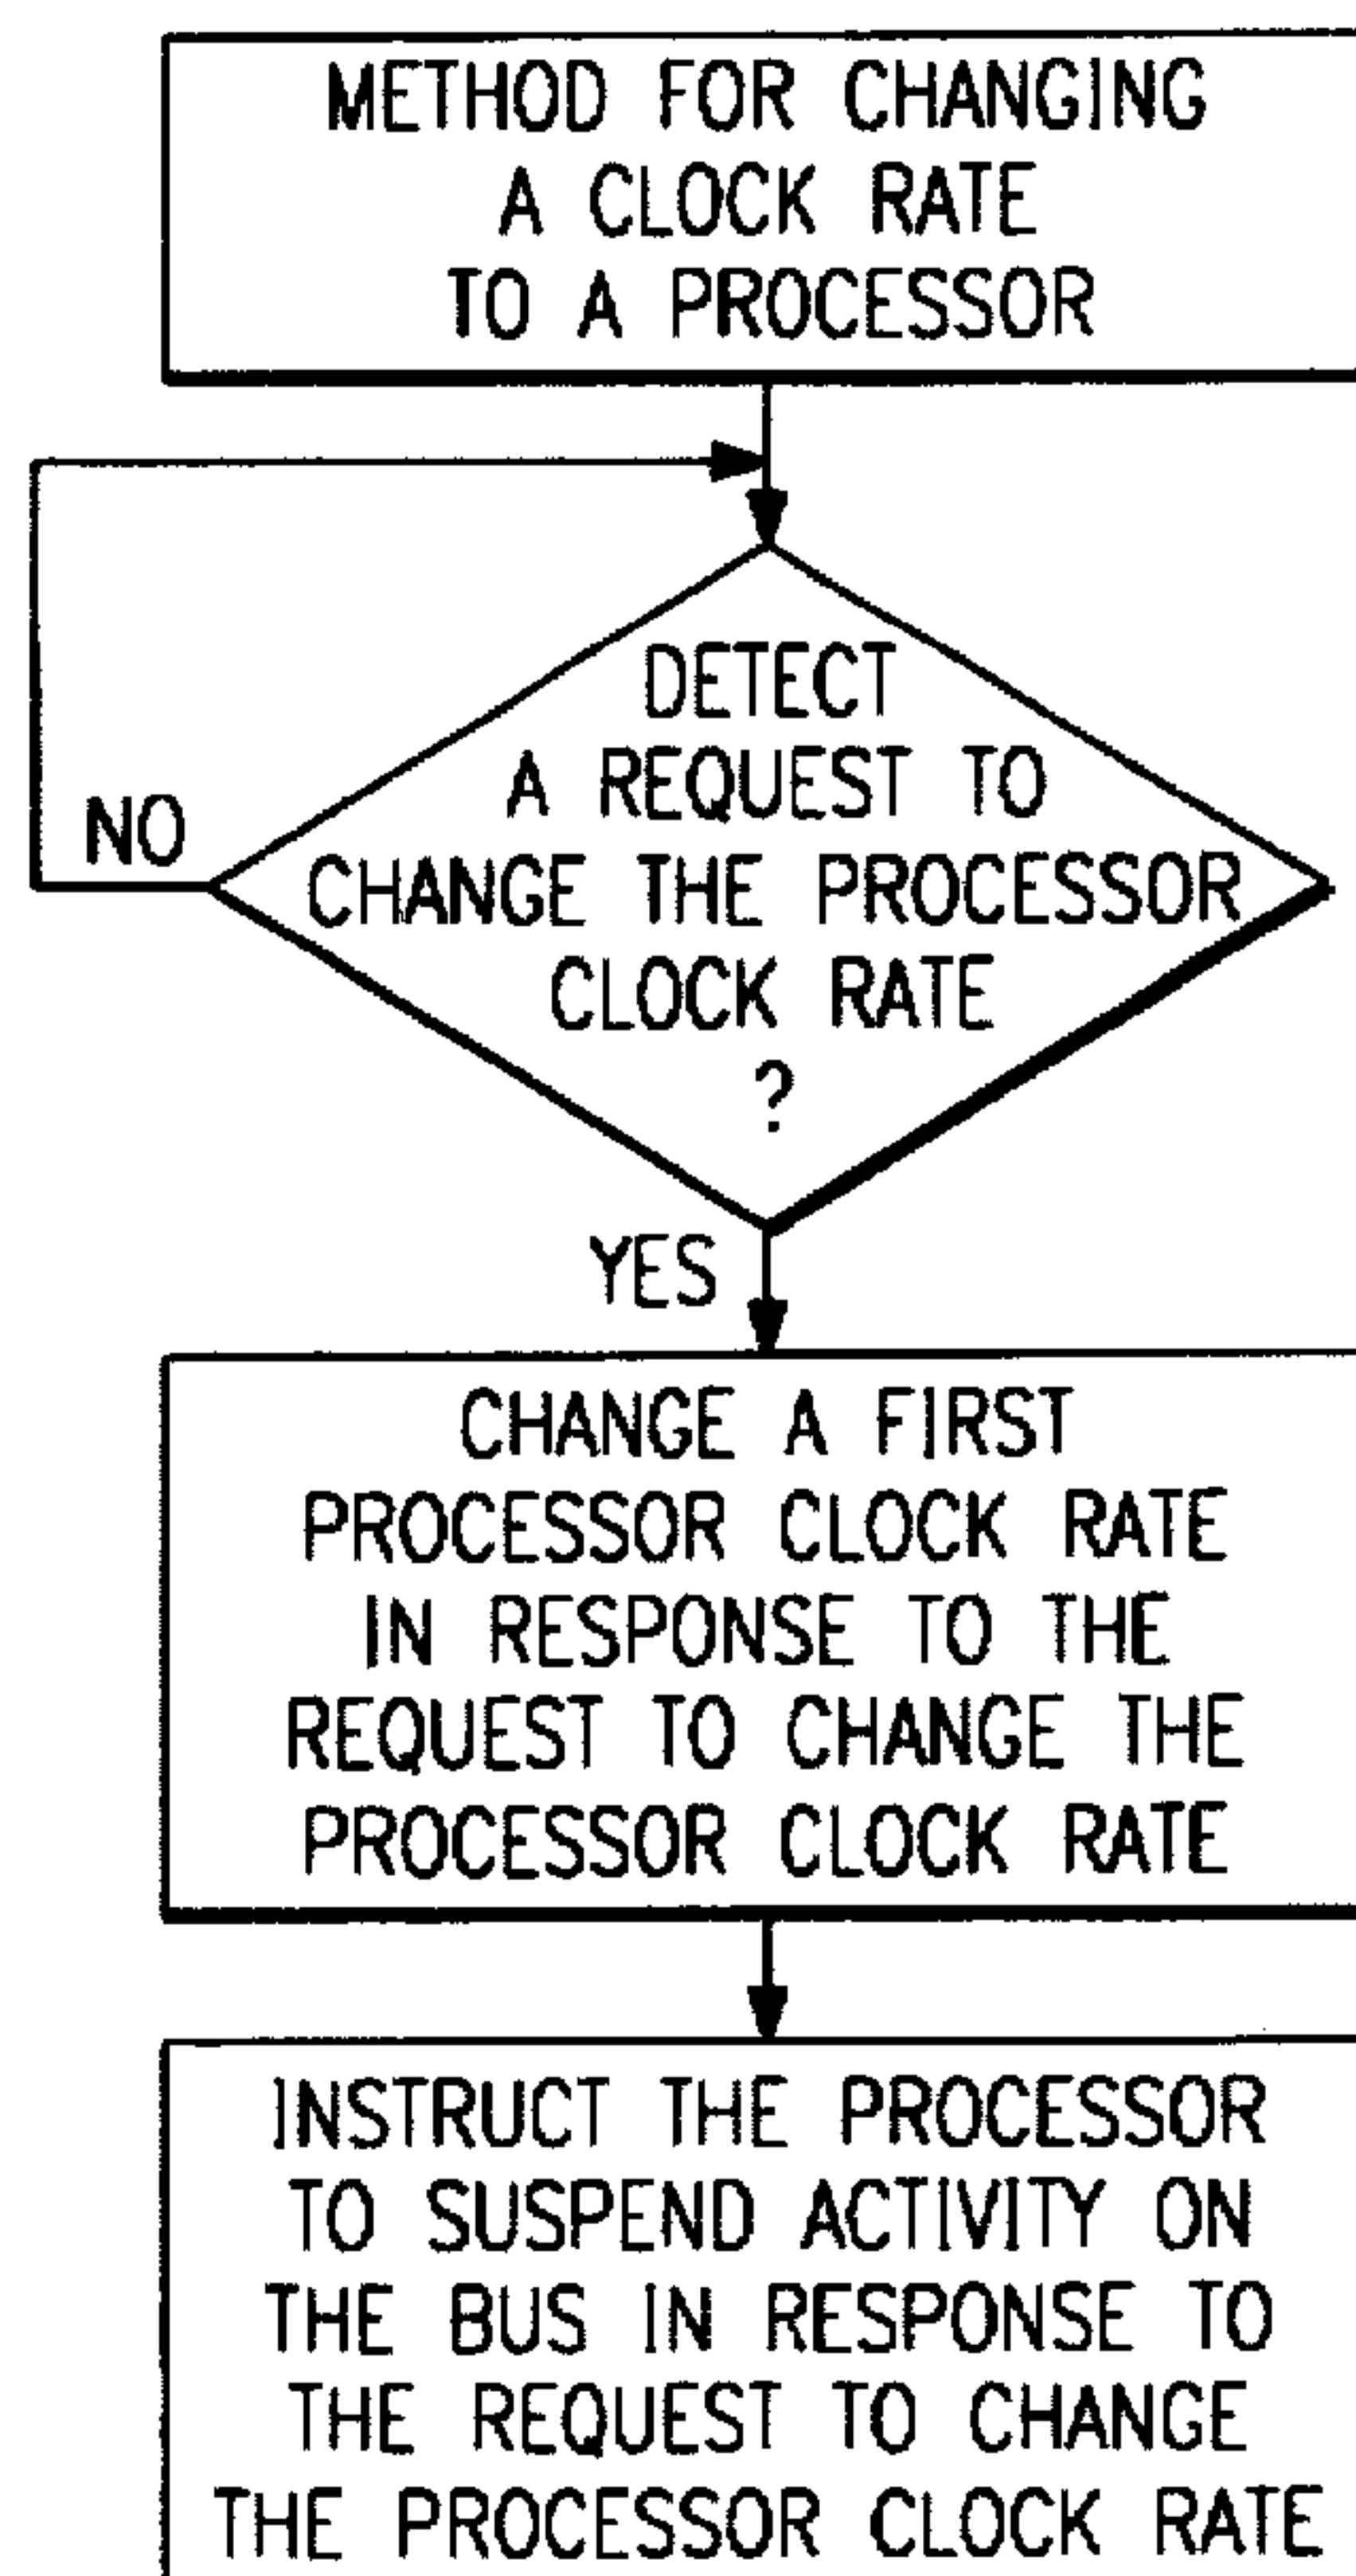 METHOD FOR CHANGING
A CLOCK RATE
TO A PROCESSOR
DETECT
A REQUEST TO
CHANGE THE PROCESSOR
CLOCK RATE
?
NO
YES
CHANGE A FIRST
PROCESSOR CLOCK RATE
IN RESPONSE TO THE
REQUEST TO CHANGE THE
PROCESSOR CLOCK RATE
INSTRUCT THE PROCESSOR
TO SUSPEND ACTIVITY ON
THE BUS IN RESPONSE TO
THE REQUEST TO CHANGE
THE PROCESSOR CLOCK RATE